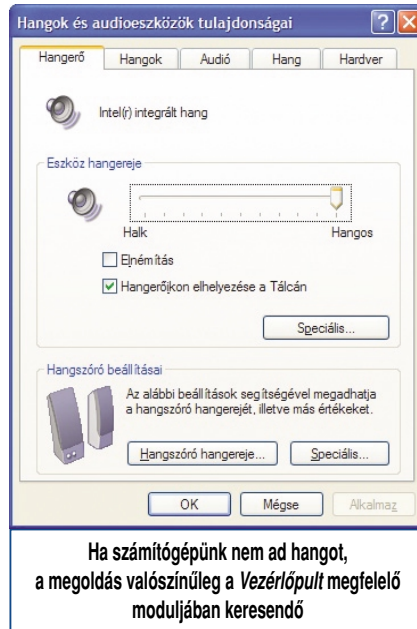 Hangok és audioeszközök tulajdonságai
Hangerő Hangok Audió Hang Hardver
Intel(r) integrált hang
Eszköz hangereje
Halk Hangos
Elnémítás
Hangerőikon elhelyezése a Tálcán
Speciális...
Hangszóró beállításai
Az alábbi beállítások segítségével megadhatja
a hangszóró hangerejét, illetve más értékeket.
Hangszóró hangereje... Speciális...
OK Mégse Alkalmaz
Ha számítógépünk nem ad hangot,
a megoldás valószínűleg a Vezérlőpult megfelelő
moduljában keresendő